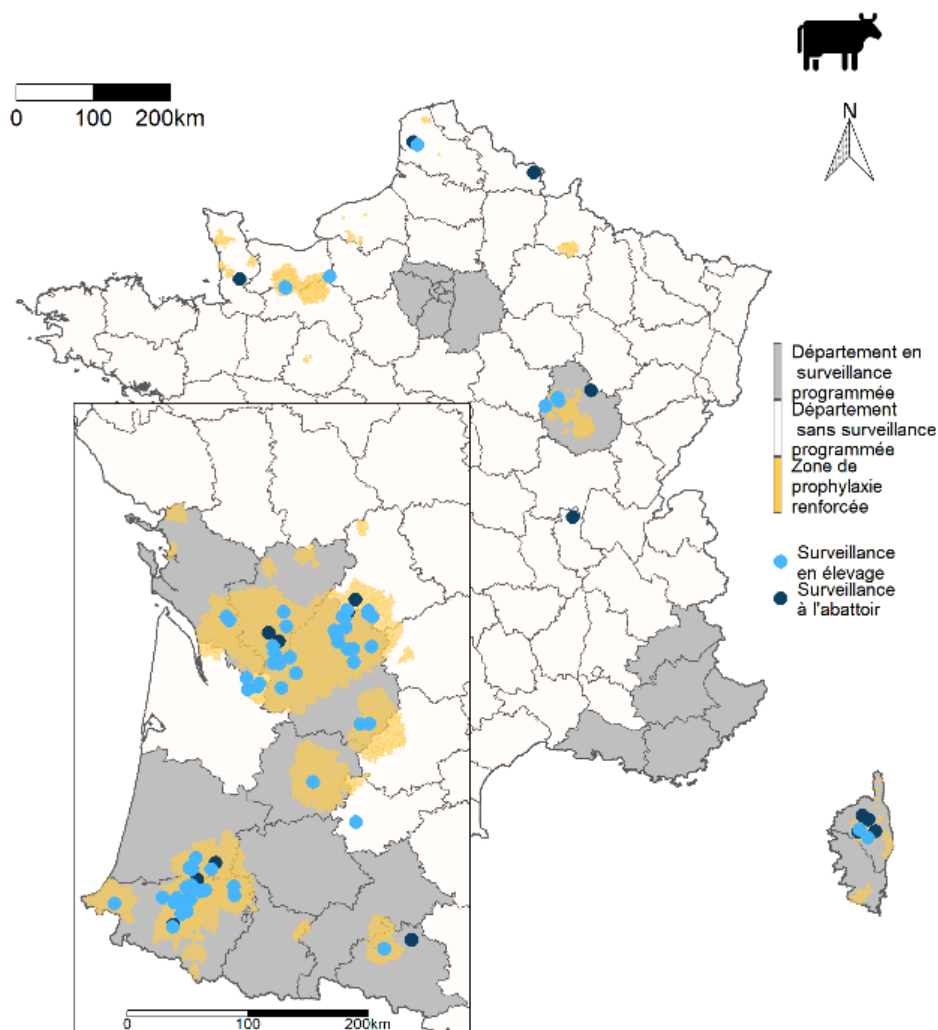 0 100 200km
N
Département en
surveillance
programmée
Département
sans surveillance
programmée
Zone de
prophylaxie
renforcée
Surveillance
en élevage
Surveillance
à l'abattoir
0 100 200km